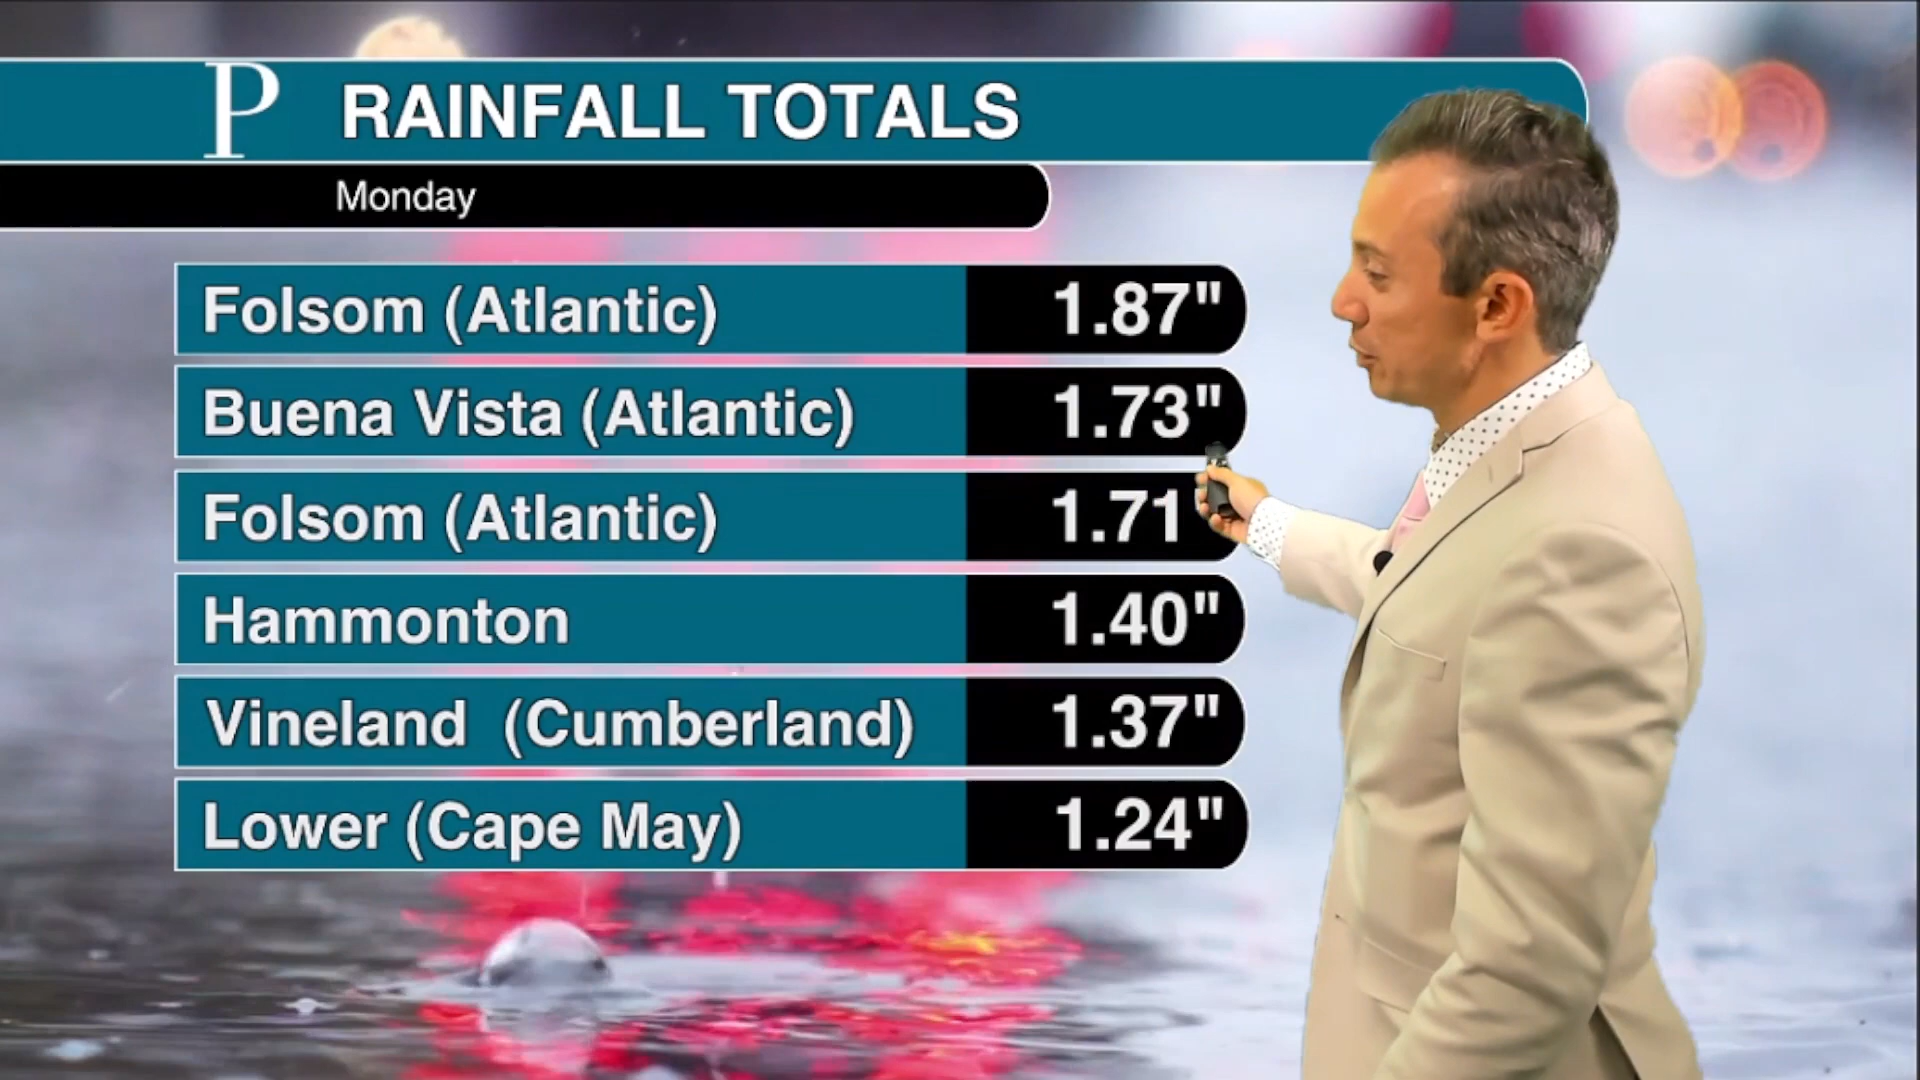 P RAINFALL TOTALS
Monday
Folsom (Atlantic) 1.87"
Buena Vista (Atlantic) 1.73"
Folsom (Atlantic) 1.71
Hammonton 1.40"
Vineland (Cumberland) 1.37"
Lower (Cape May) 1.24"